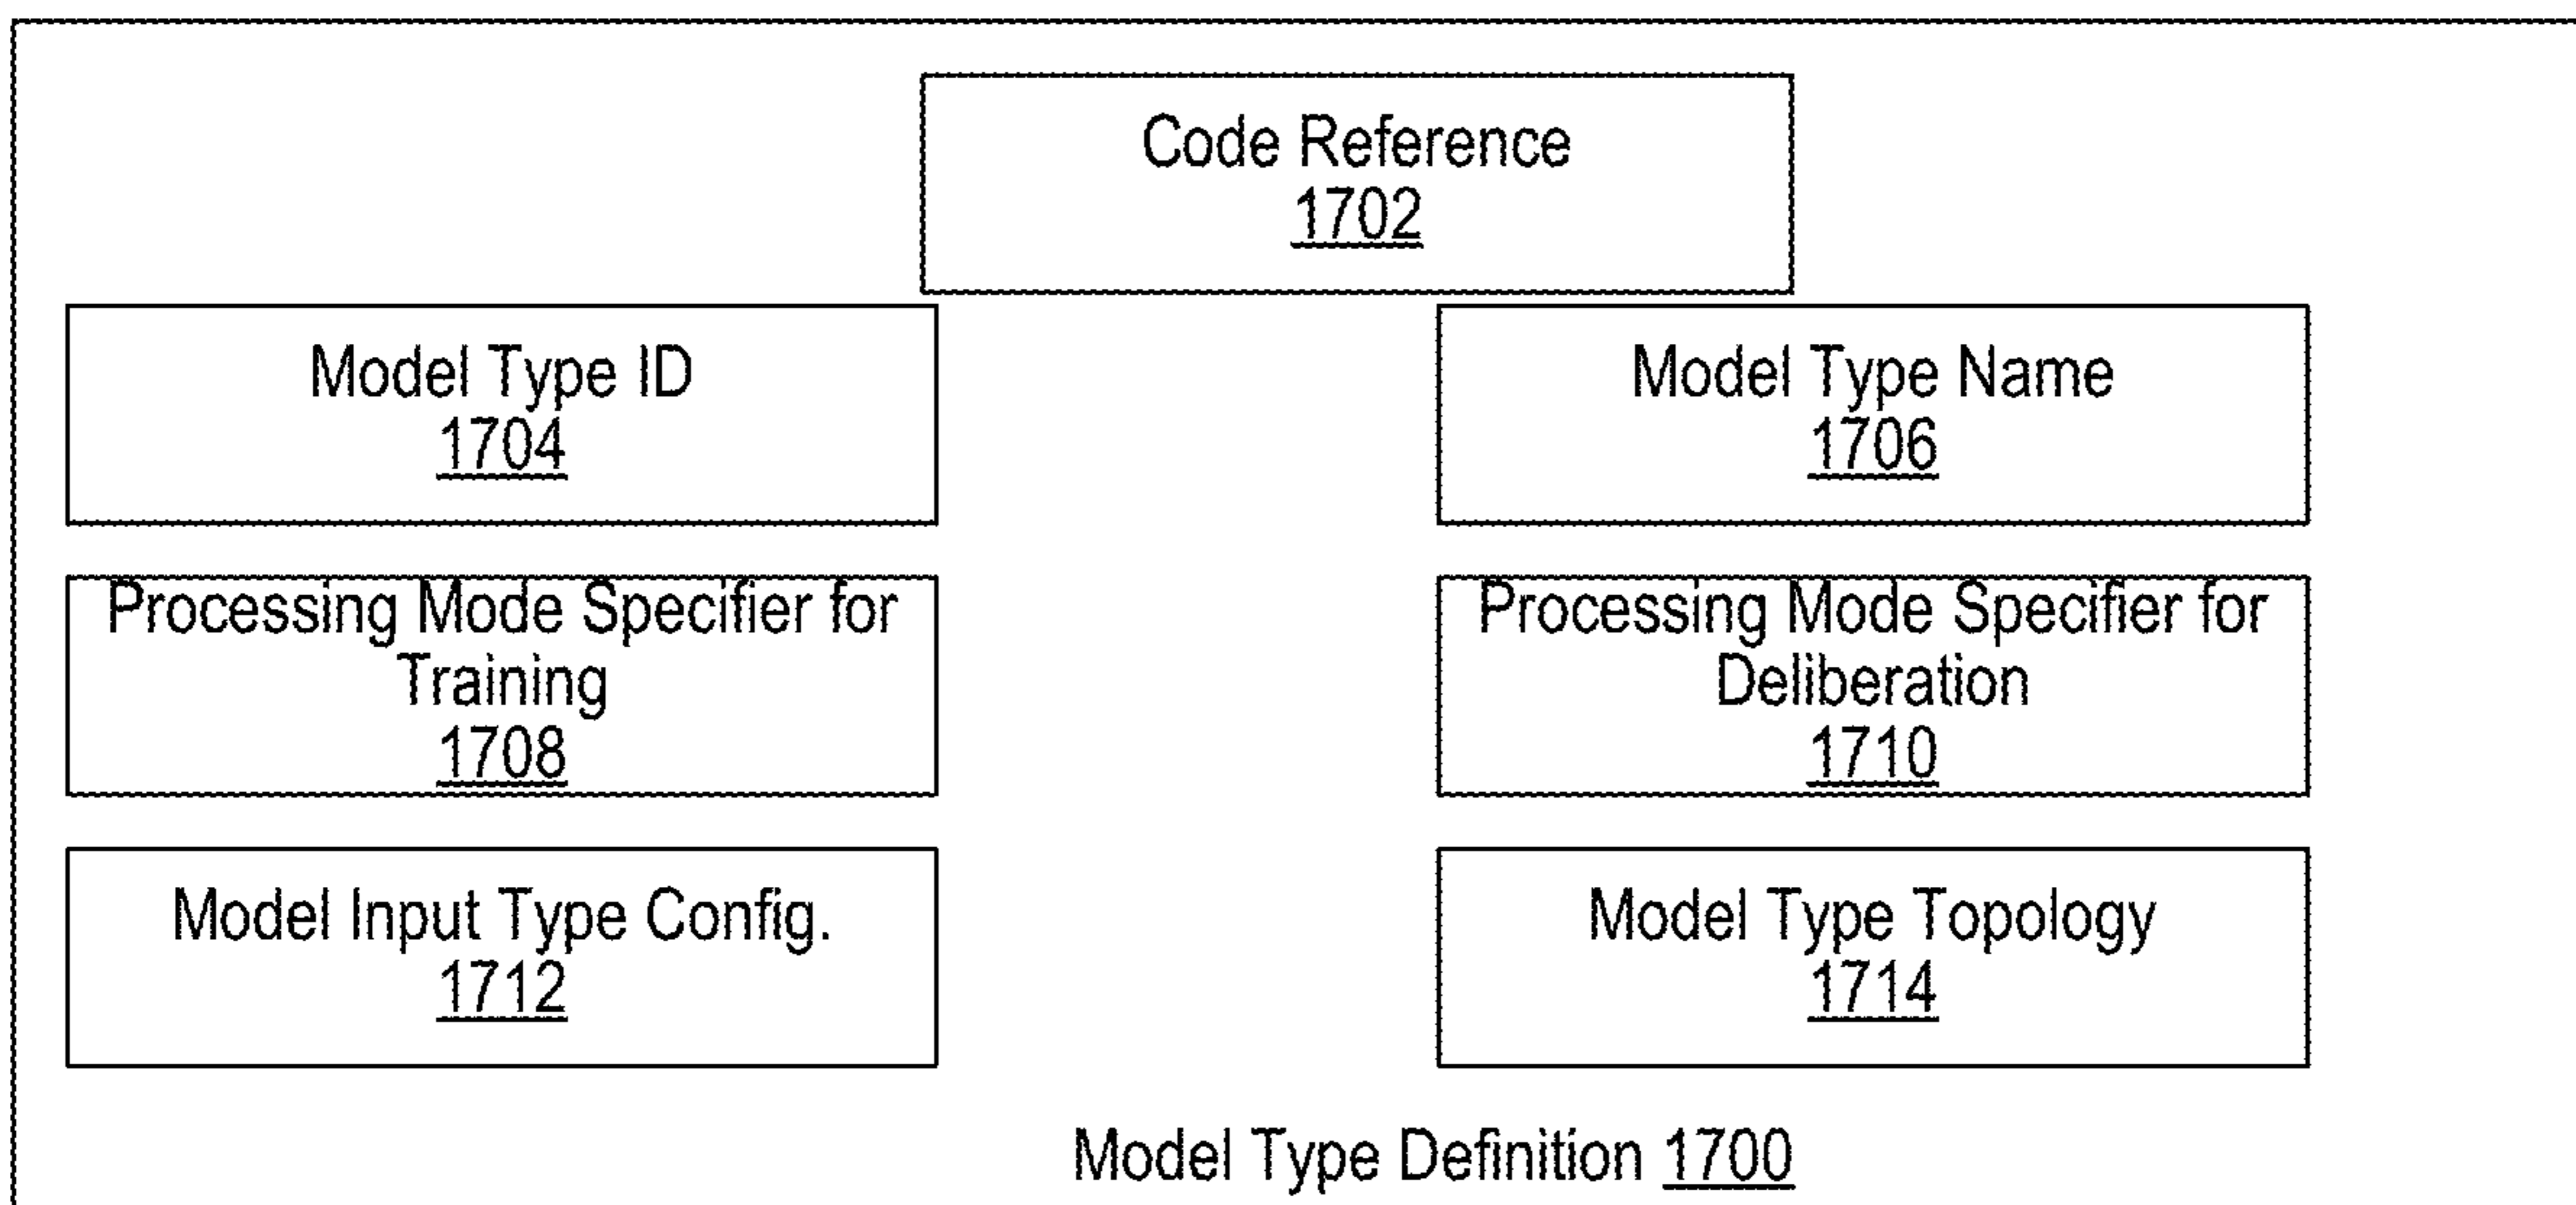 Code Reference
1702
Model Type ID
1704
Model Type Name
1706
Processing Mode Specifier for
Training
1708
Processing Mode Specifier for
Deliberation
1710
Model Input Type Config.
1712
Model Type Topology
1714
Model Type Definition 1700